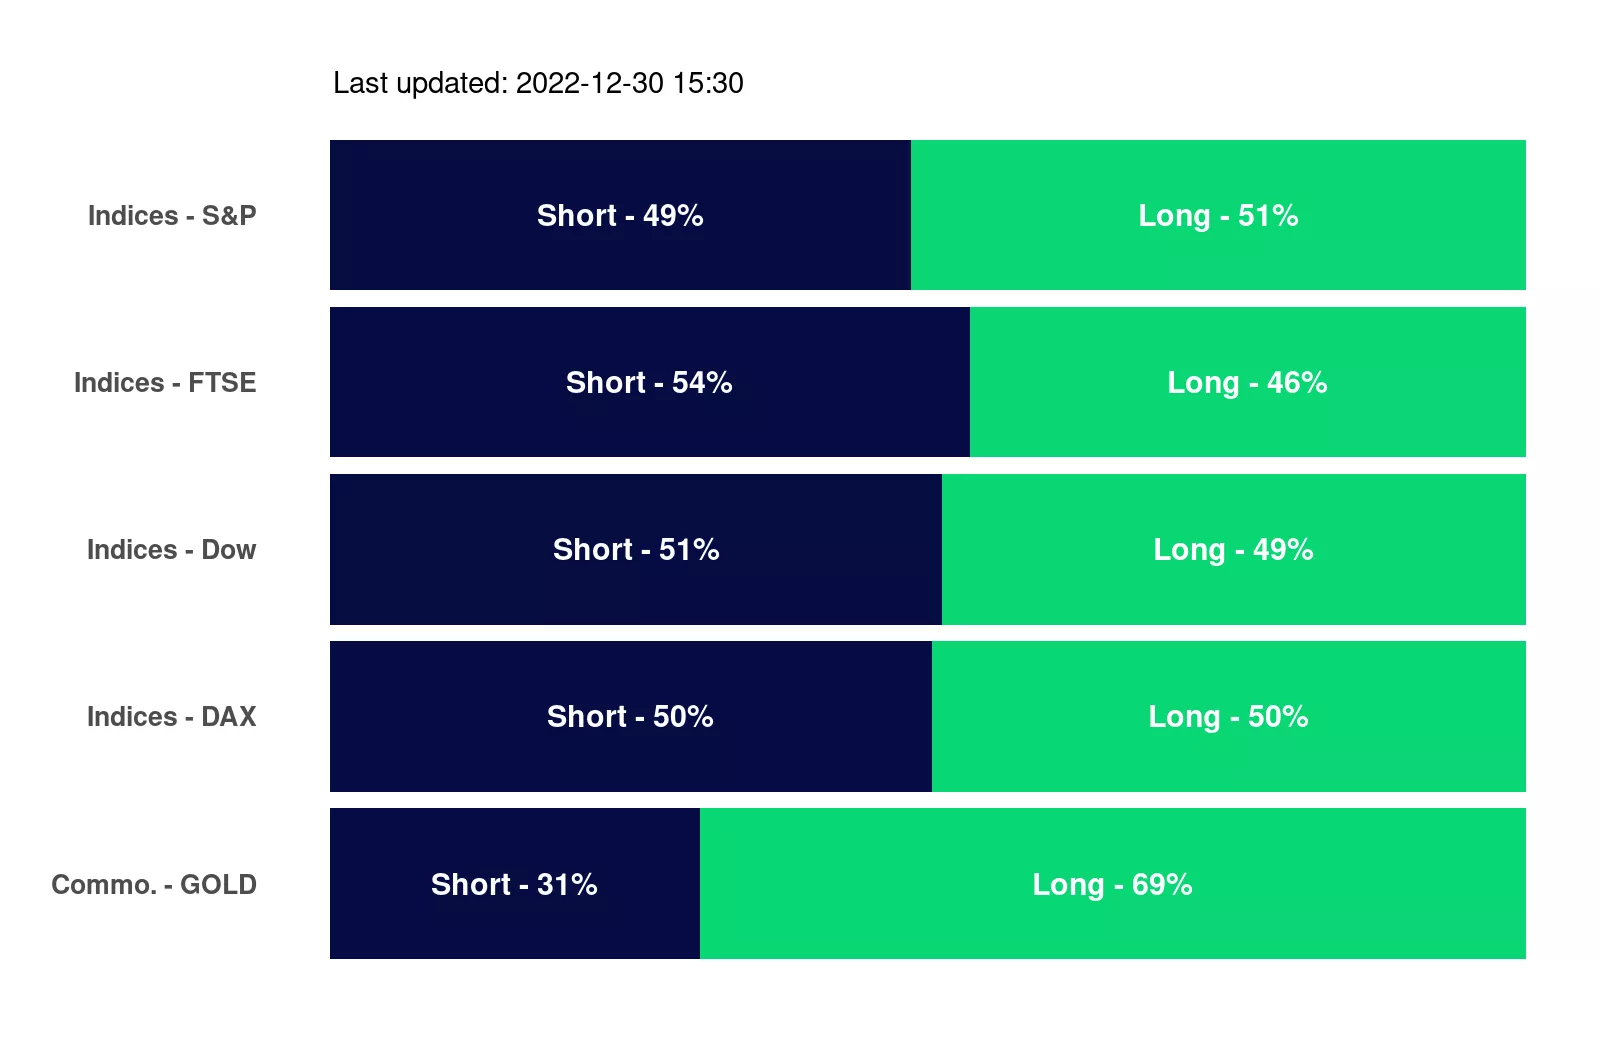 Last updated: 2022-12-30 15:30
Indices - S&P Short - 49% Long - 51%
Indices - FTSE Short - 54% Long - 46%
Indices - Dow Short - 51% Long - 49%
Indices - DAX Short - 50% Long - 50%
Commo. - GOLD Short - 31% Long - 69%